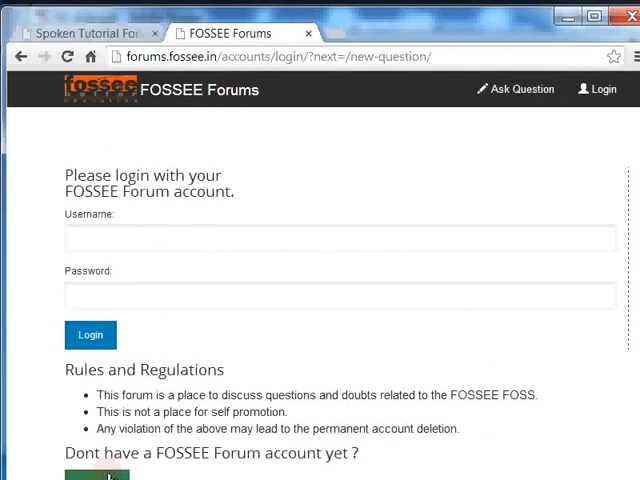 Spoken Tutorial For
FOSSEE Forums
forums.fossee.in/accounts/login/?next=/new-question/
fossee
FOSSEE Forums
Ask Question
Login
Please login with your
FOSSEE Forum account.
Username:
Password:
Login
Rules and Regulations
This forum is a place to discuss questions and doubts related to the FOSSEE FOSS.
This is not a place for self promotion.
Any violation of the above may lead to the permanent account deletion.
Dont have a FOSSEE Forum account yet ?